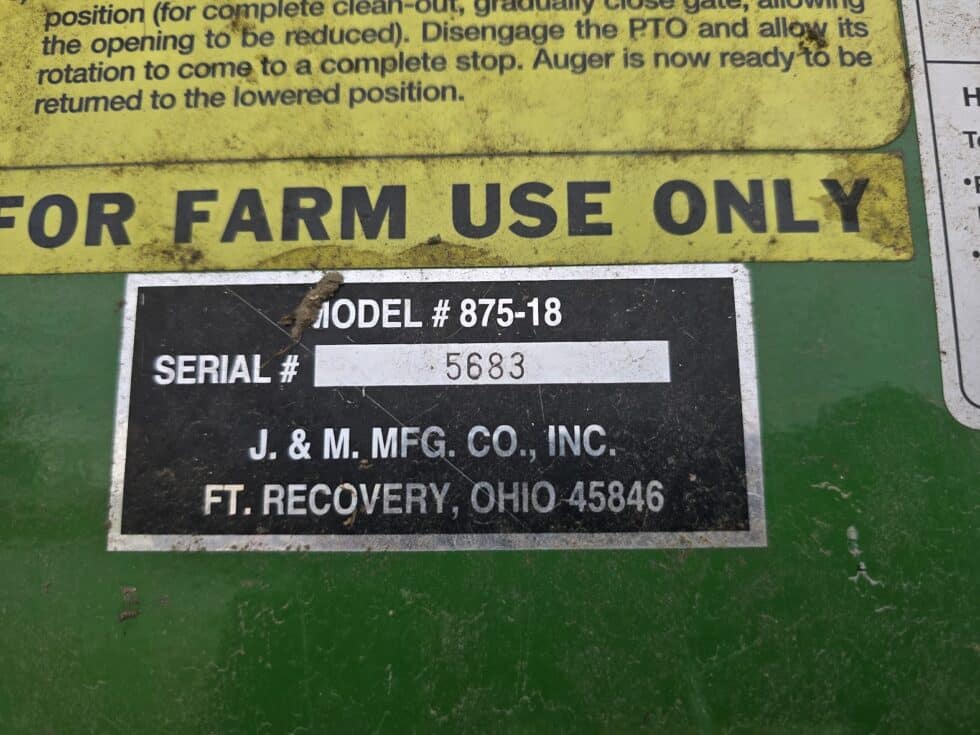 position (for complete clean-out, gradually close gate, allowing
the opening to be reduced). Disengage the PTO and allow its
rotation to come to a complete stop. Auger is now ready to be
returned to the lowered position.
FOR FARM USE ONLY
MODEL # 875-18
SERIAL # 5683
J. & M. MFG. CO., INC.
FT. RECOVERY, OHIO 45846